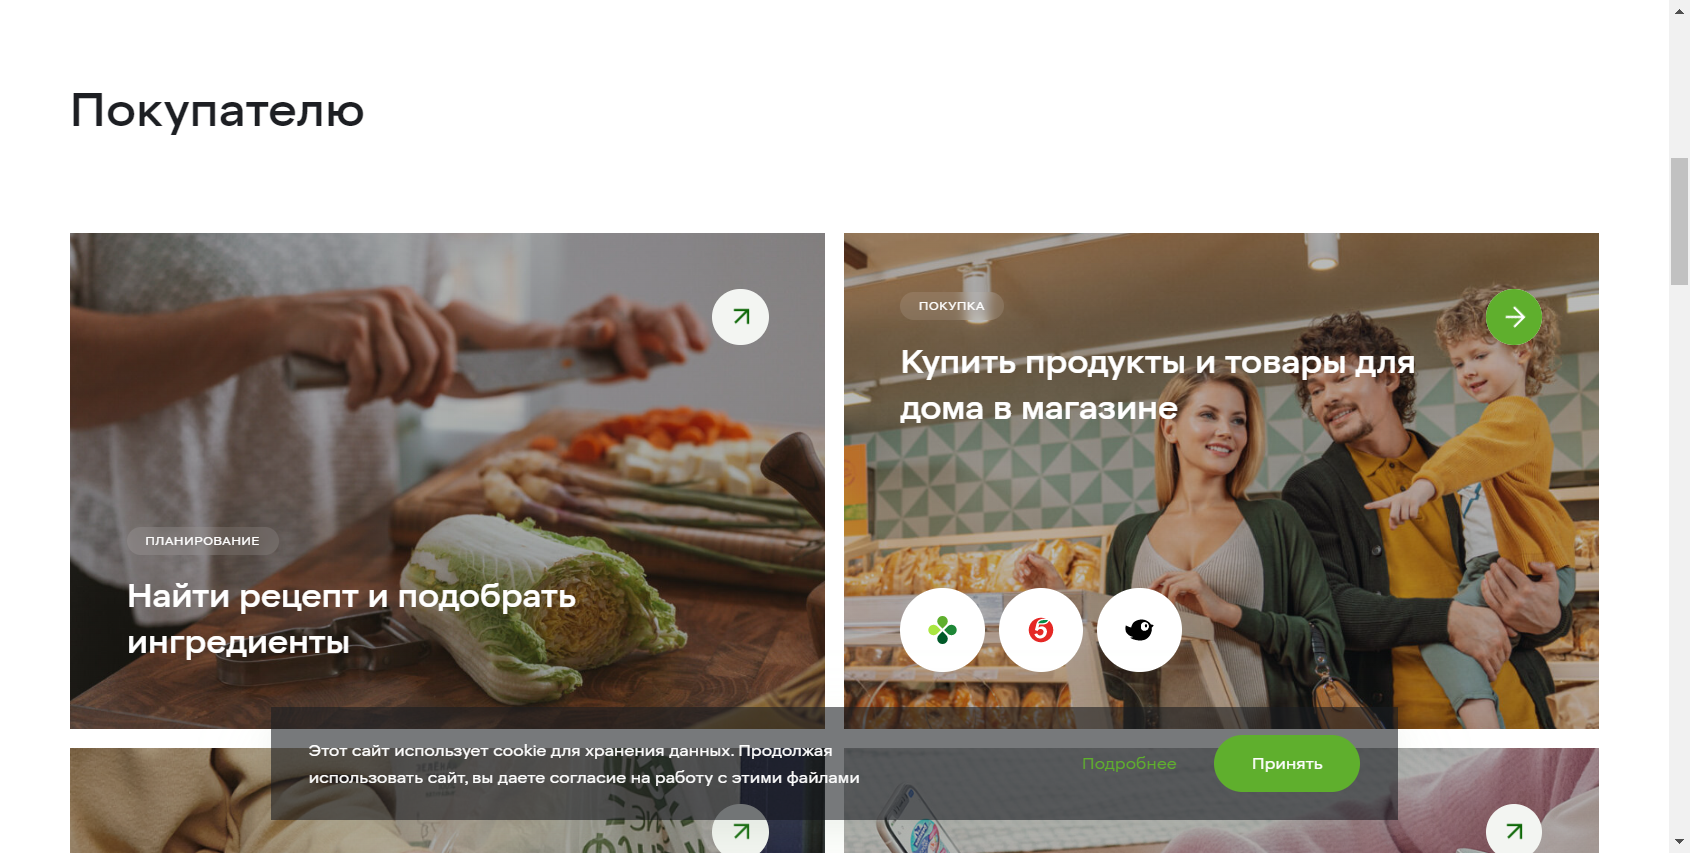 Покупателю
ПОКУПКА
Купить продукты и товары для
дома в магазине
5
ПЛАНИРОВАНИЕ
Найти рецепт и подобрать
ингредиенты
Этот сайт использует cookie для хранения данных. Продолжая
использовать сайт, вы даете согласие на работу с этими файлами
Подробнее
Принять